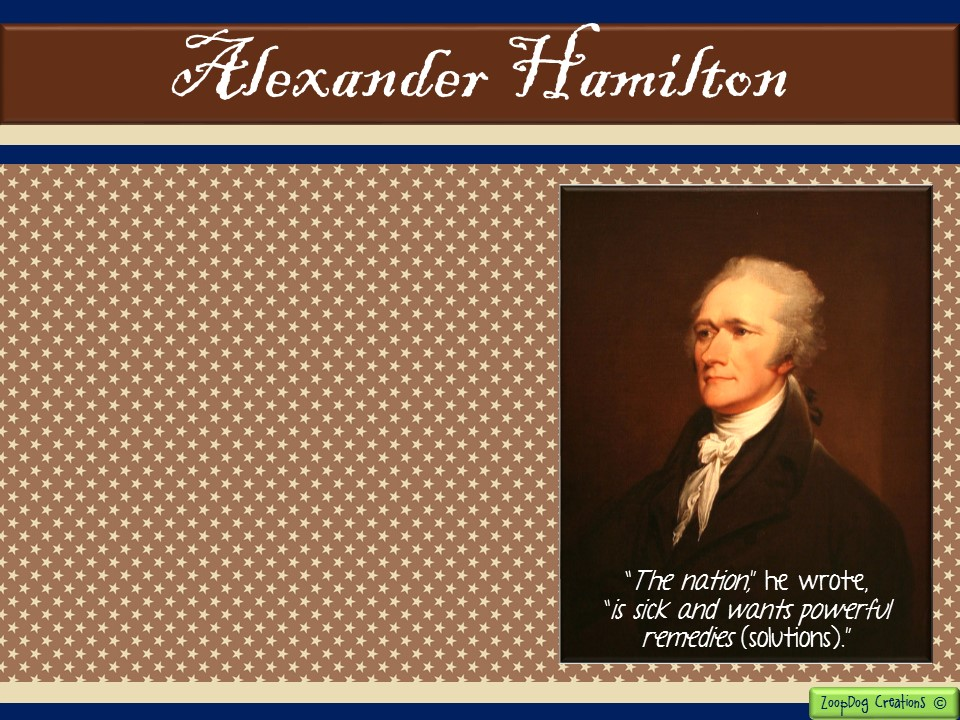 Alexander Hamilton
“The nation,” he wrote,
“is sick and wants powerful
remedies (solutions).”
ZoopDog Creations ©